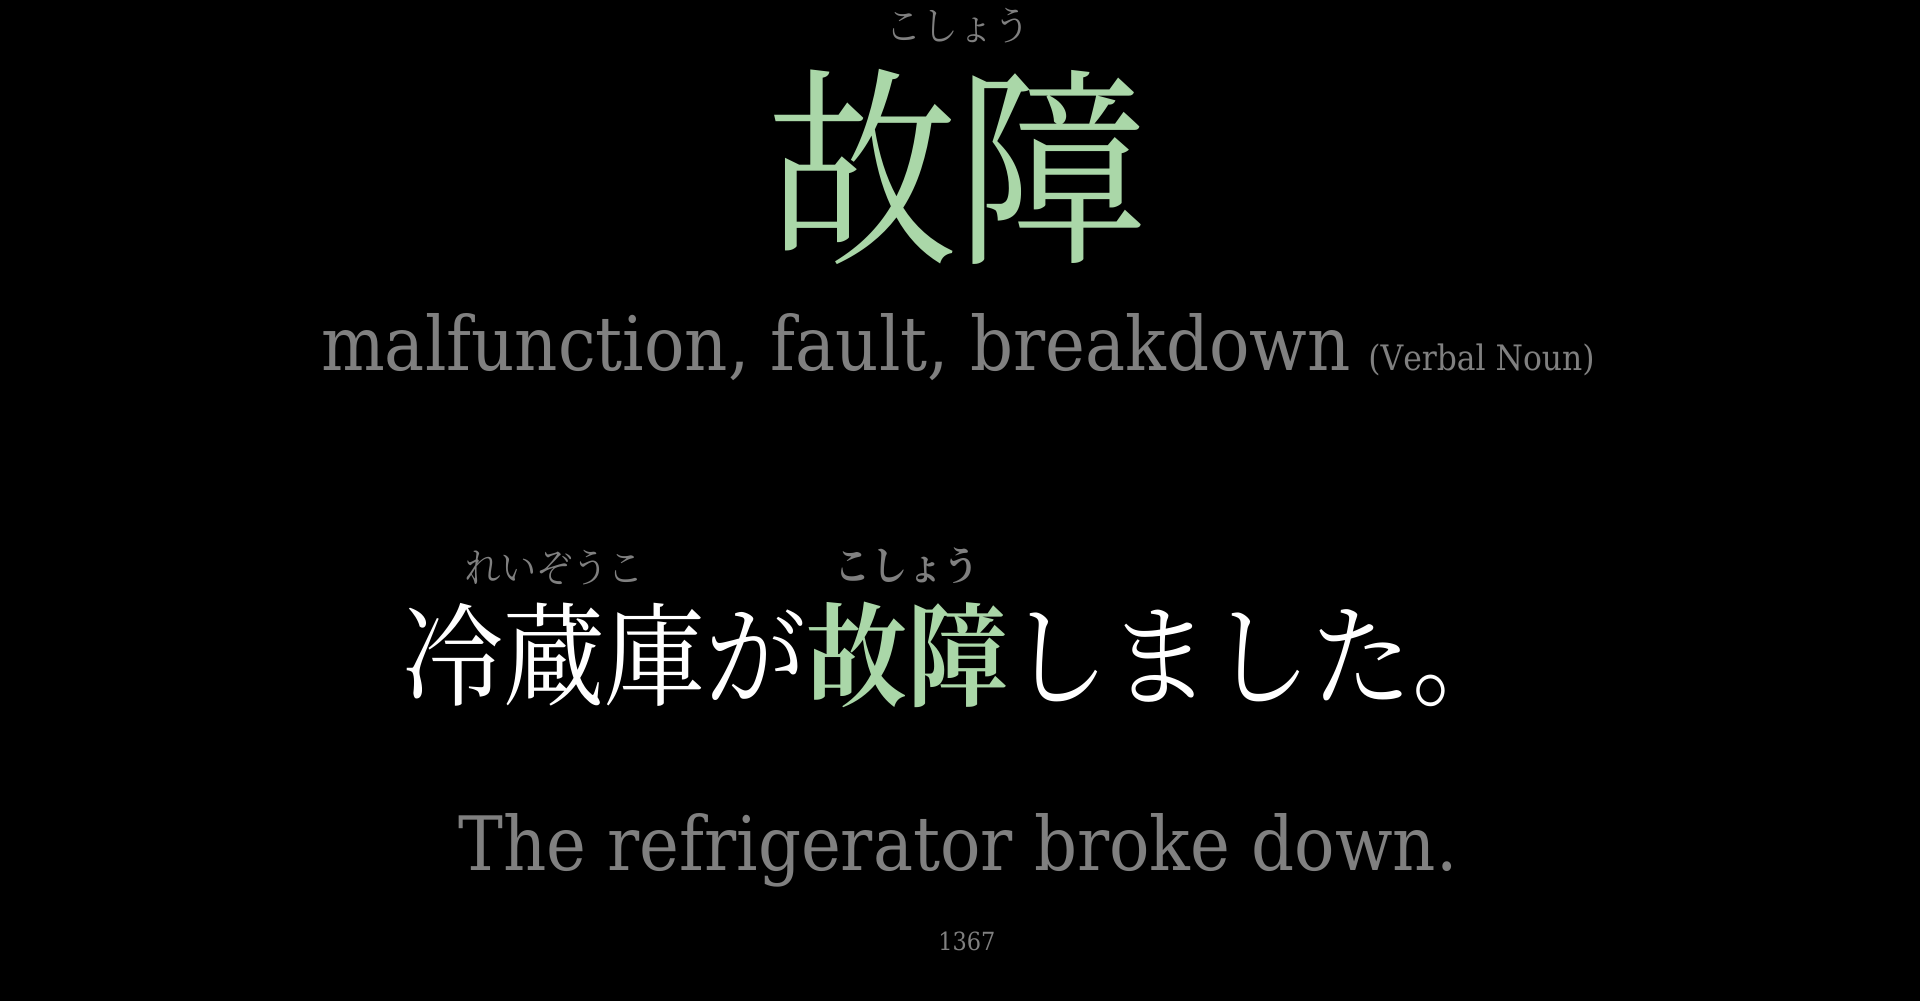 こしょう
故障
malfunction, fault, breakdown (Verbal Noun)
れいぞうこ こしょう
冷蔵庫が故障しました。
The refrigerator broke down.
1367